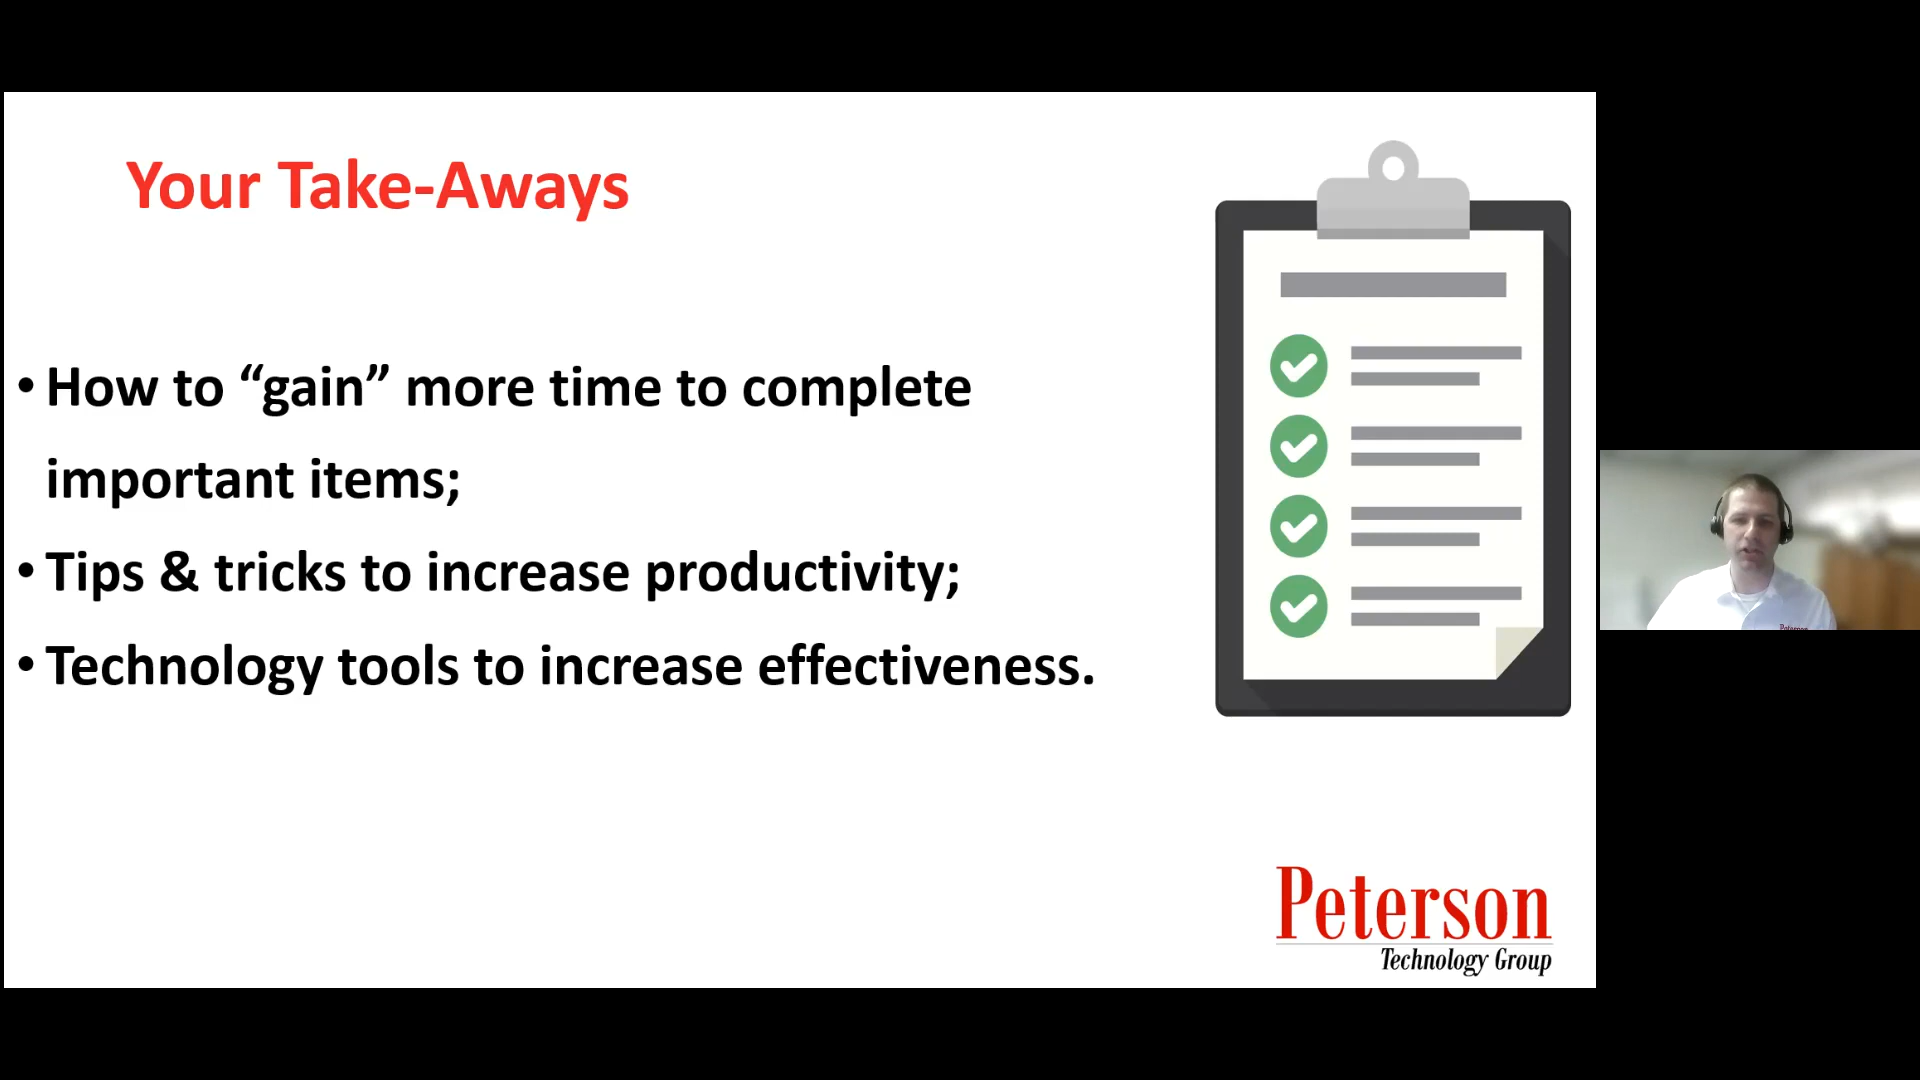 Your Take-Aways
• How to “gain” more time to complete
important items;
• Tips & tricks to increase productivity;
• Technology tools to increase effectiveness.
Peterson
Technology Group
Peterson